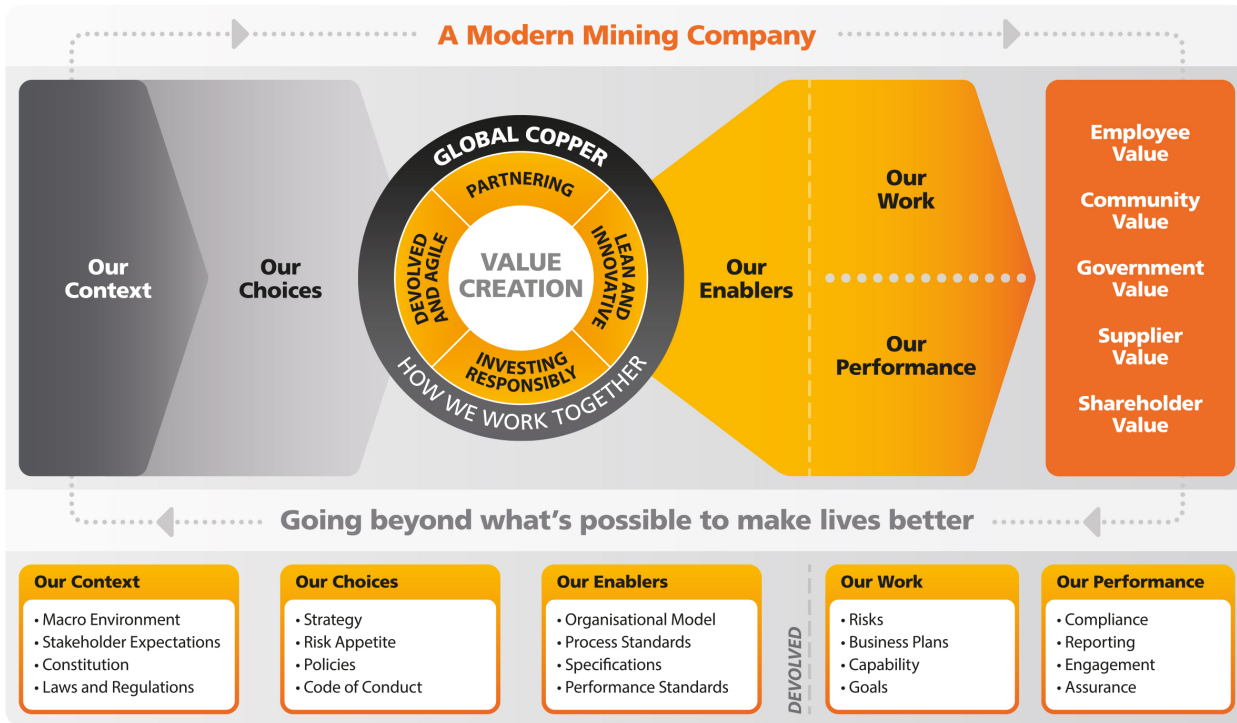 A Modern Mining Company
Our
Context
Our
Choices
GLOBAL COPPER
PARTNERING
DEVOLVED
AND AGILE
VALUE
CREATION
LEAN AND
INNOVATIVE
INVESTING
RESPONSIBLY
HOW WE WORK TOGETHER
Our
Enablers
Our
Work
Our
Performance
Employee
Value
Community
Value
Government
Value
Supplier
Value
Shareholder
Value
Going beyond what's possible to make lives better
Our Context
• Macro Environment
• Stakeholder Expectations
• Constitution
• Laws and Regulations
Our Choices
• Strategy
• Risk Appetite
• Policies
• Code of Conduct
Our Enablers
• Organisational Model
• Process Standards
• Specifications
• Performance Standards
DEVOLVED
Our Work
• Risks
• Business Plans
• Capability
• Goals
Our Performance
• Compliance
• Reporting
• Engagement
• Assurance